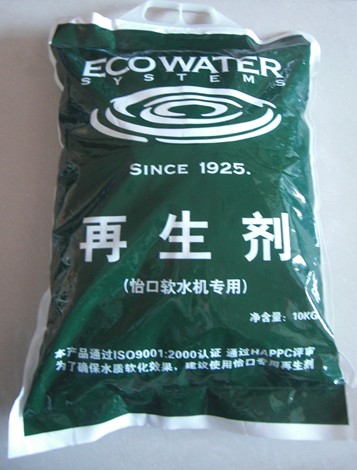 ECOWATER
SYSTEMS
SINCE 1925.
再生剂
(怡口软水机专用)
净含量: 10KG
本产品通过ISO9001:2000认证 通过HAPPC评审
为了确保水质软化效果，建议使用怡口专用再生剂